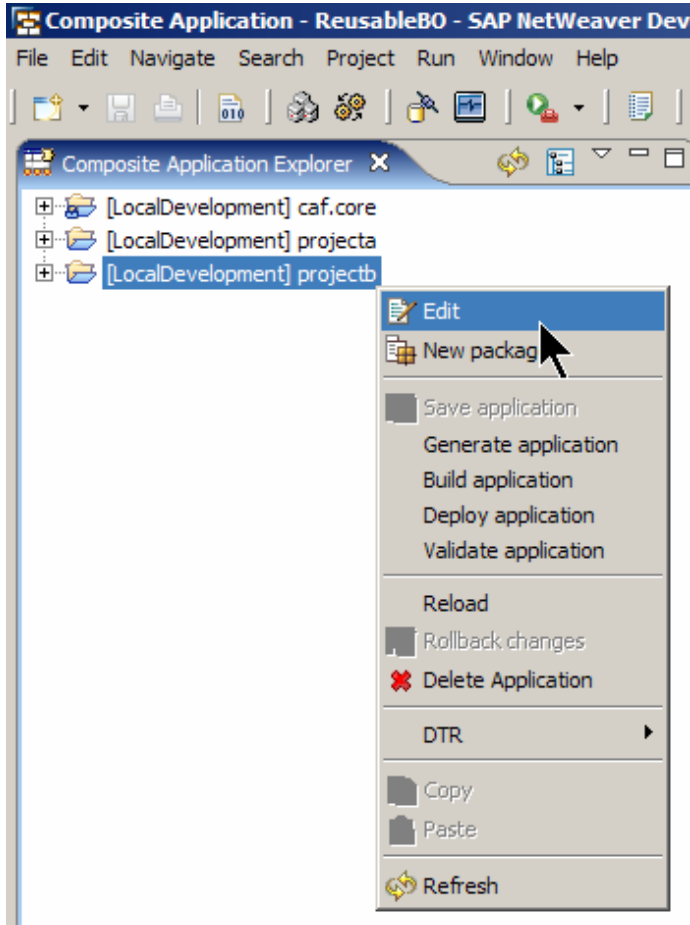 Composite Application - ReusableBO - SAP NetWeaver Dev
File Edit Navigate Search Project Run Window Help
010
Composite Application Explorer
[LocalDevelopment] caf.core
[LocalDevelopment] projecta
[LocalDevelopment] projectb
Edit
New packag
Save application
Generate application
Build application
Deploy application
Validate application
Reload
Rollback changes
Delete Application
DTR
Copy
Paste
Refresh